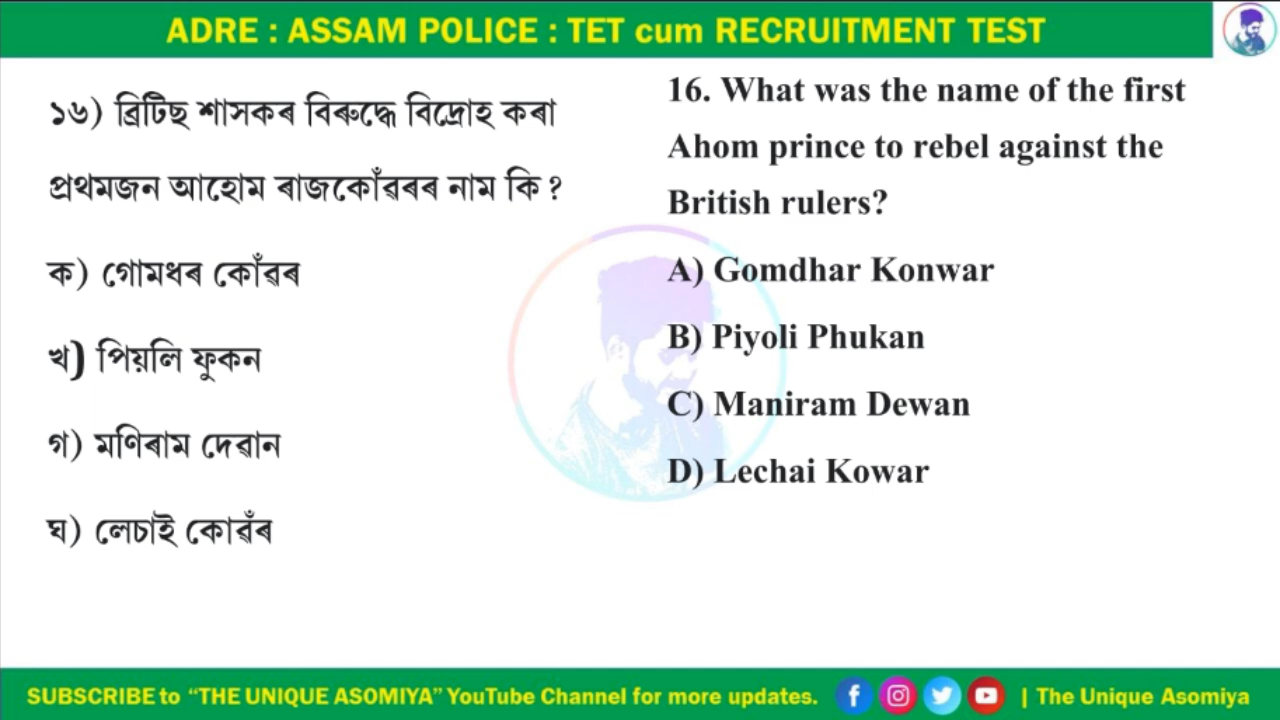 ADRE : ASSAM POLICE : TET cum RECRUITMENT TEST
১৬) ব্ৰিটিছ শাসকৰ বিৰুদ্ধে বিদ্ৰোহ কৰা
প্ৰথমজন আহোম ৰাজকোঁৱৰৰ নাম কি ?
ক) গোমধৰ কোঁৱৰ
খ) পিয়লি ফুকন
গ) মণিৰাম দেৱান
ঘ) লেচাই কোৱঁৰ
16. What was the name of the first
Ahom prince to rebel against the
British rulers?
A) Gomdhar Konwar
B) Piyoli Phukan
C) Maniram Dewan
D) Lechai Kowar
SUBSCRIBE to “THE UNIQUE ASOMIYA” YouTube Channel for more updates. | The Unique Asomiya